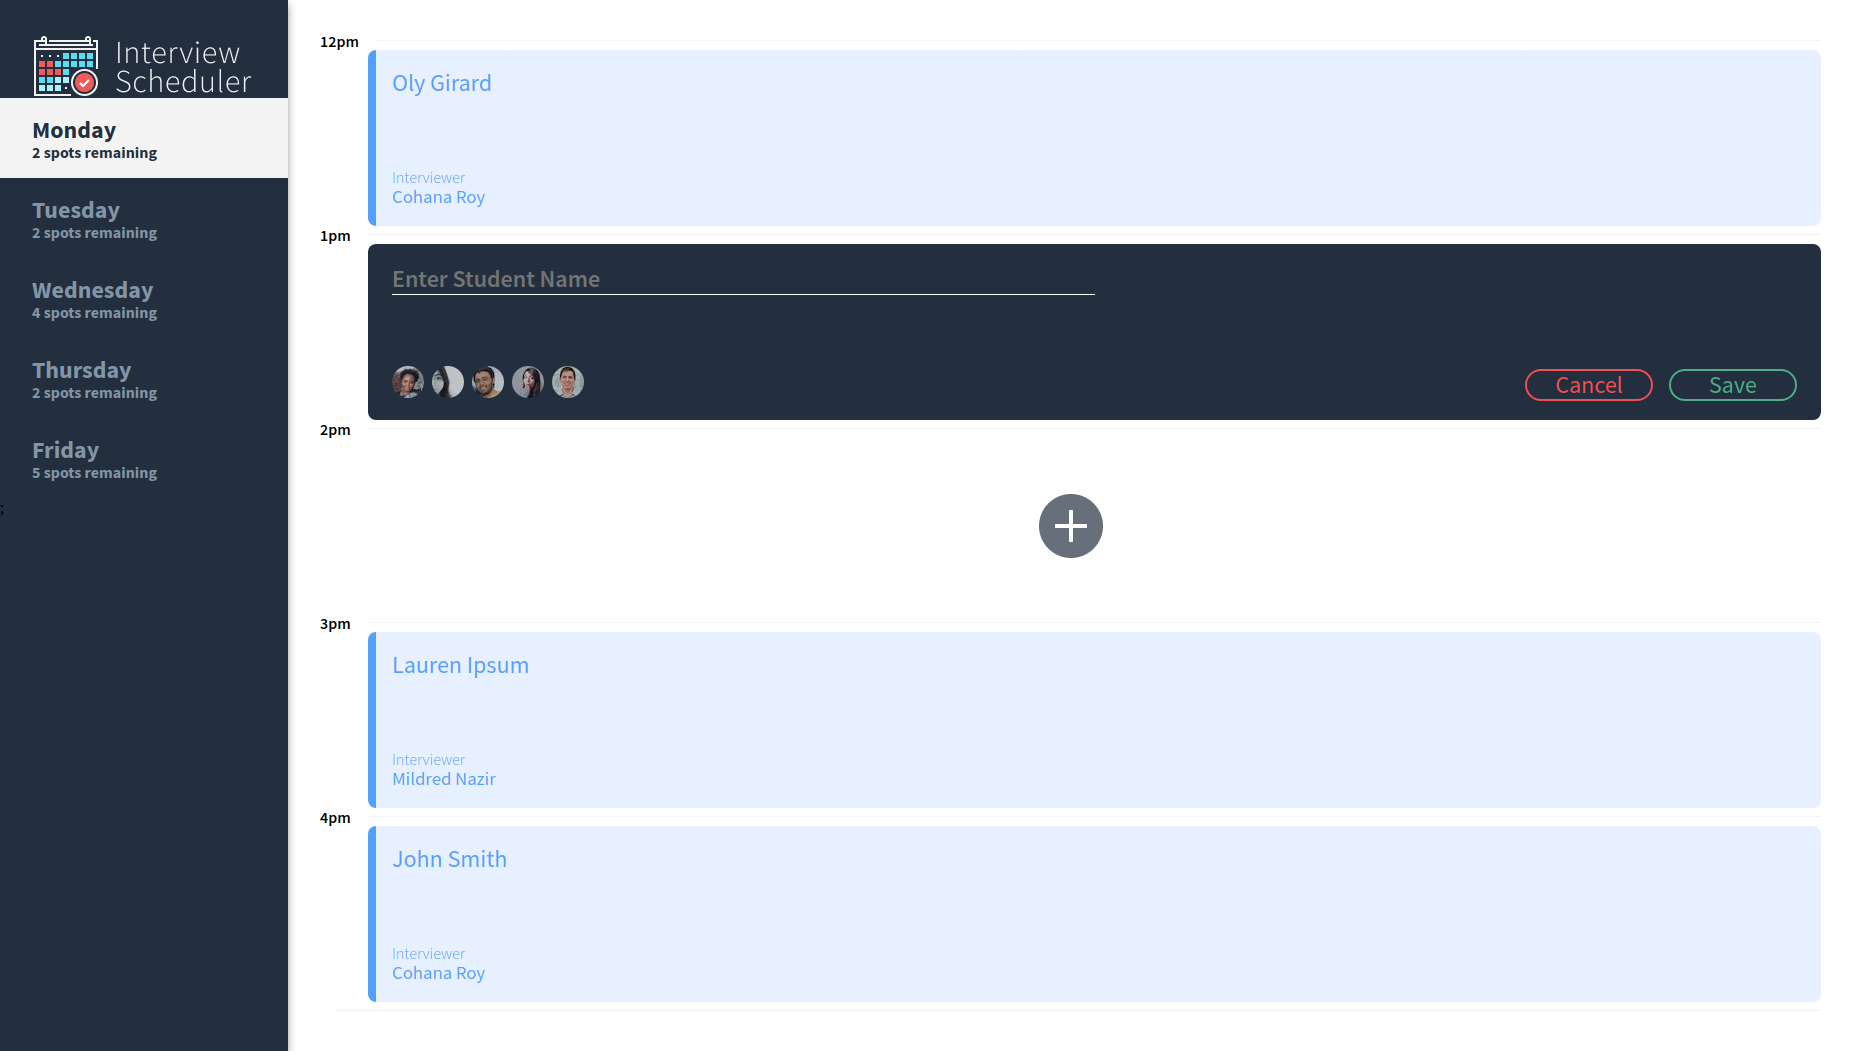 Interview
Scheduler
Monday
2 spots remaining
Tuesday
2 spots remaining
Wednesday
4 spots remaining
Thursday
2 spots remaining
Friday
5 spots remaining
;
12pm
Oly Girard
Interviewer
Cohana Roy
1pm
Enter Student Name
Cancel Save
2pm
3pm
Lauren Ipsum
Interviewer
Mildred Nazir
4pm
John Smith
Interviewer
Cohana Roy